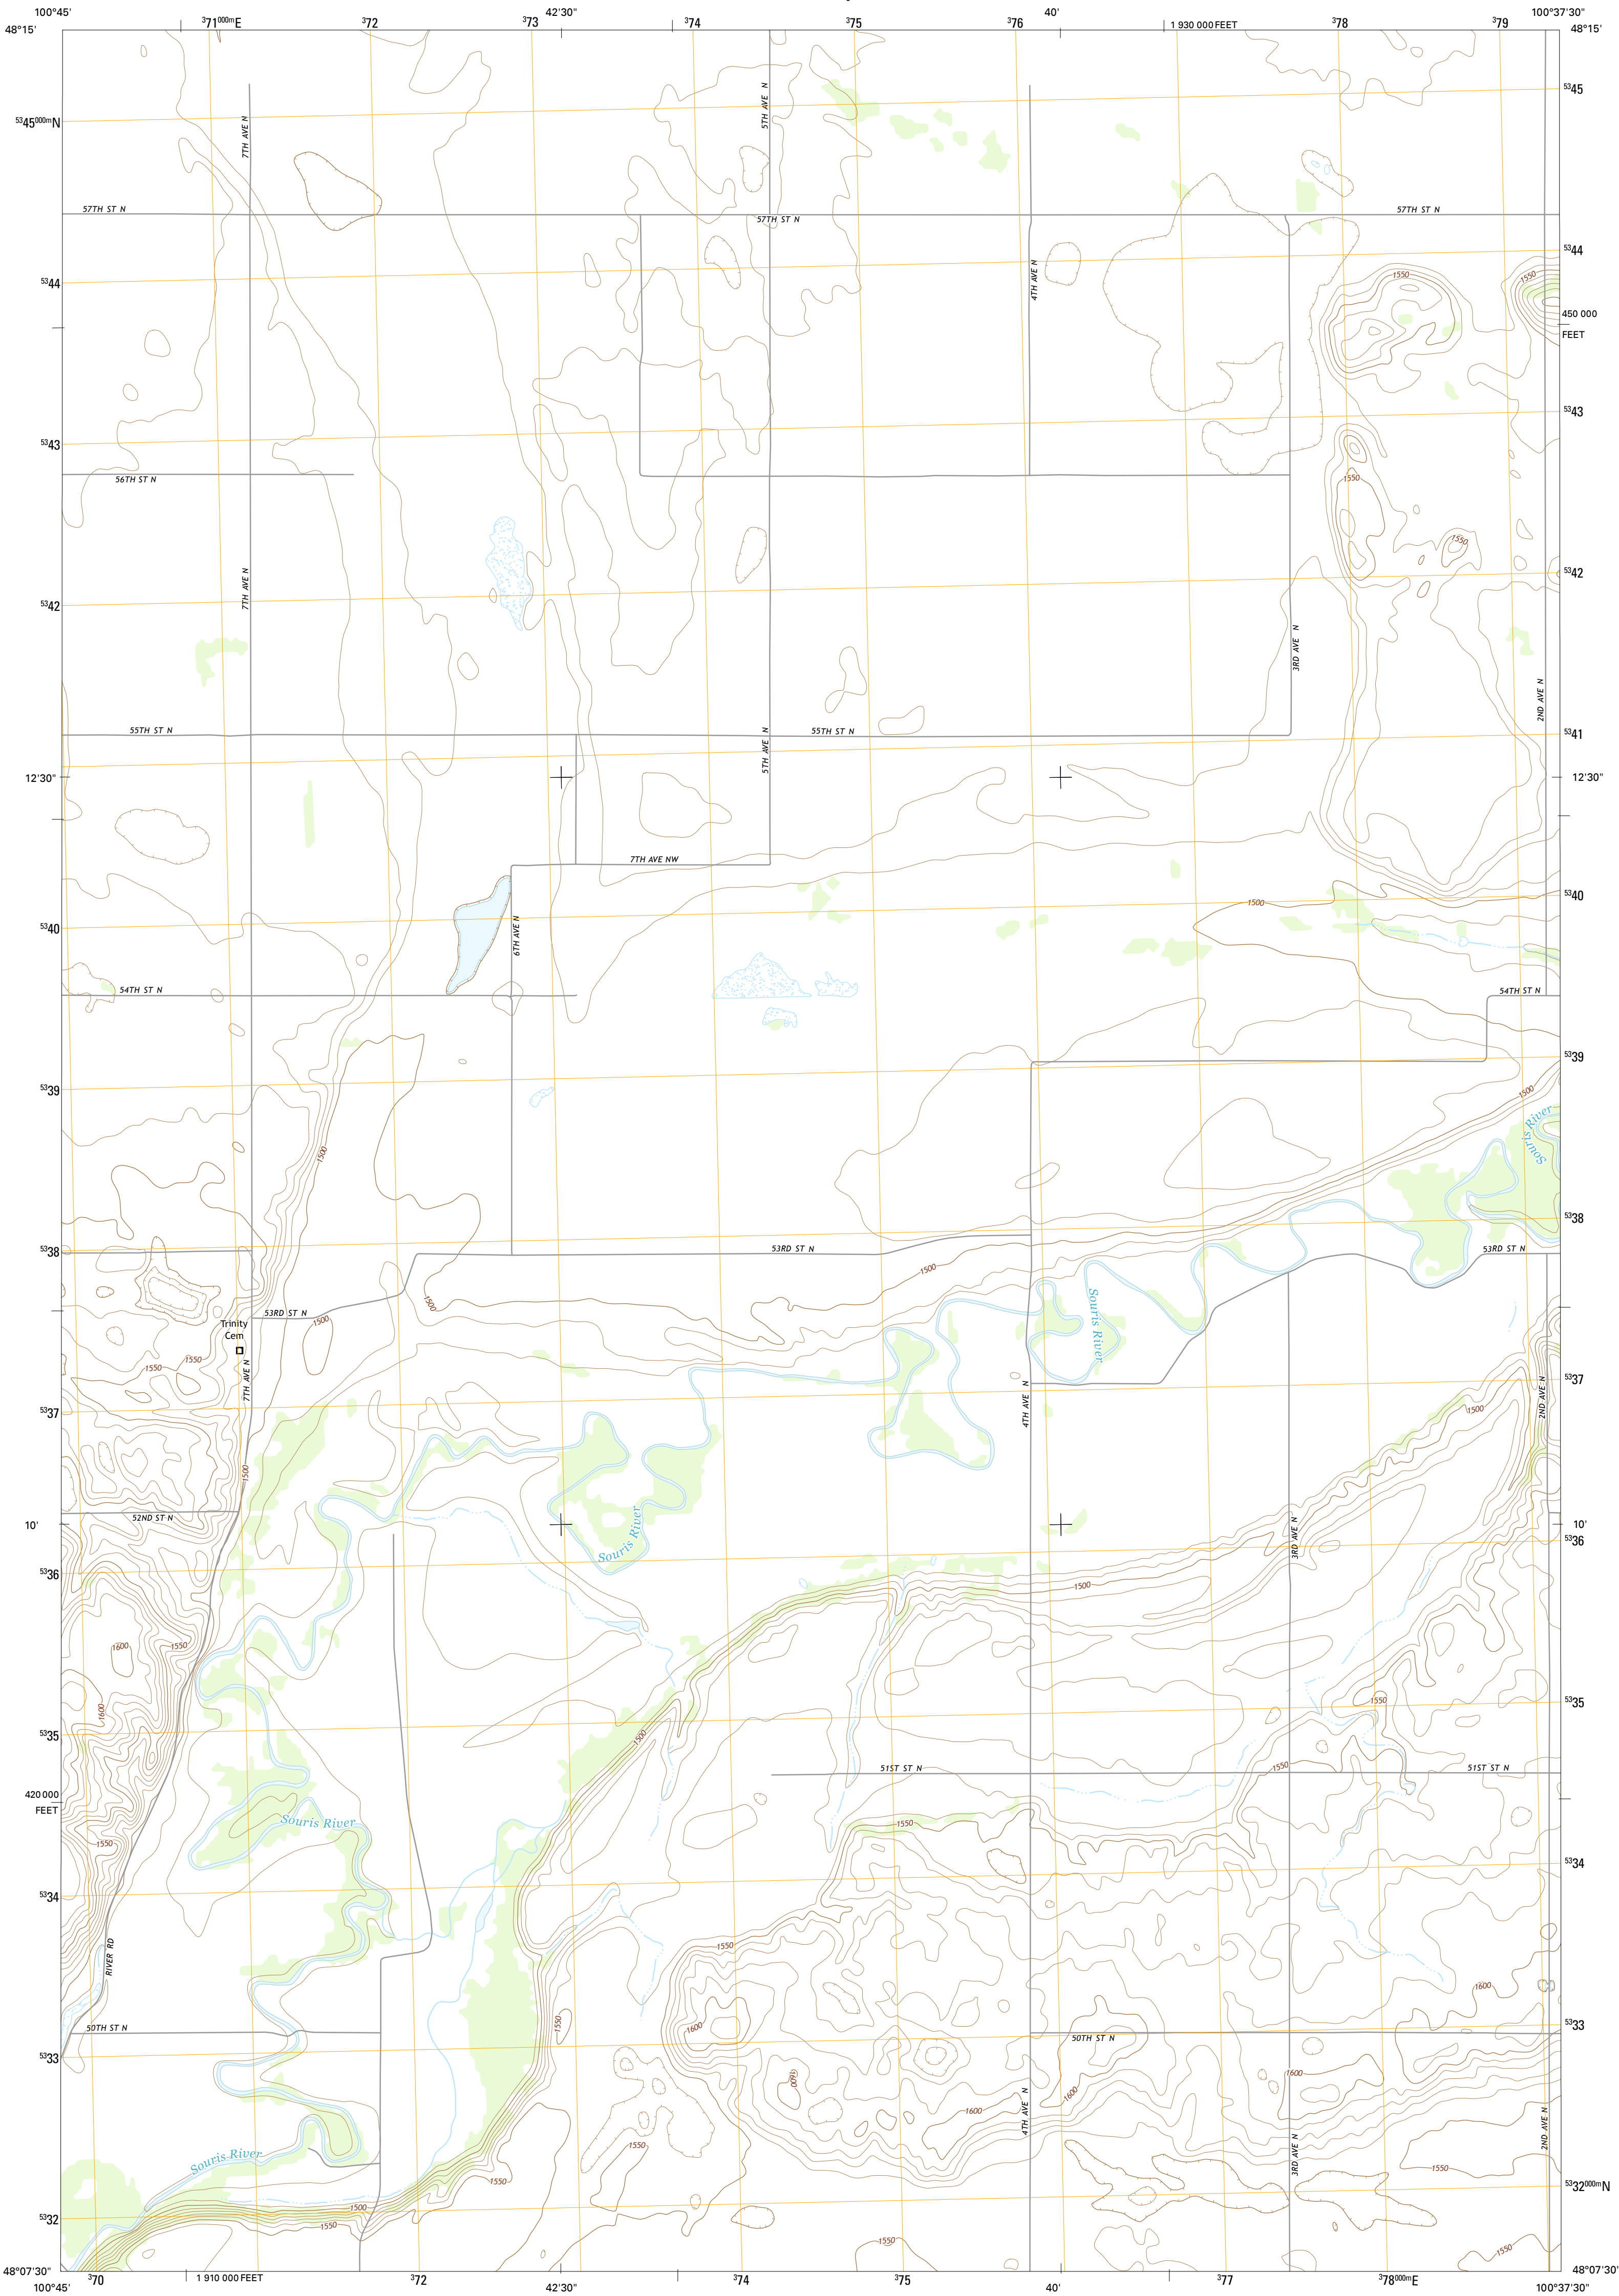 100°45' ³71⁰⁰⁰ᵐE ³72 ³73 42'30" ³74 ³75 ³76 40' 1 930 000 FEET ³78 ³79 100°37'30"
48°15' 48°15'
⁵³45
⁵³45⁰⁰⁰ᵐN
7TH AVE N
5TH AVE N
57TH ST N
57TH ST N
57TH ST N
4TH AVE N
⁵³44
⁵³44
1550
1550
450 000
FEET
⁵³43
⁵³43
56TH ST N
1550
1550
7TH AVE N
⁵³42
⁵³42
3RD AVE N
2ND AVE N
55TH ST N
5TH AVE N
55TH ST N
⁵³41
12'30"
12'30"
7TH AVE NW
1500
⁵³40
⁵³40
6TH AVE N
54TH ST N
54TH ST N
⁵³39
⁵³39
1500
Souris River
1500
⁵³38
⁵³38
53RD ST N
53RD ST N
1500
53RD ST N
1500
1500
Trinity
Cem
Souris River
1550
1550
7TH AVE N
⁵³37
⁵³37
4TH AVE N
2ND AVE N
1500
1500
52ND ST N
10'
10'
Souris River
3RD AVE N
⁵³36
⁵³36
1500
1600
1550
1600
1550
⁵³35
⁵³35
1500
51ST ST N
1550
51ST ST N
420 000
FEET
Souris River
1550
1550
⁵³34
⁵³34
RIVER RD
1550
1600
1550
1600
50TH ST N
50TH ST N
⁵³33
⁵³33
1600
1600
1600
1600
4TH AVE N
1550
Souris River
3RD AVE N
2ND AVE N
1550
1550
⁵³32⁰⁰⁰ᵐN
1500
⁵³32
1550
1550
1550
48°07'30" 48°07'30"
³70 1 910 000 FEET ³72 ³74 ³75 ³77 ³78⁰⁰⁰ᵐE
100°45' 42'30" 40' 100°37'30"